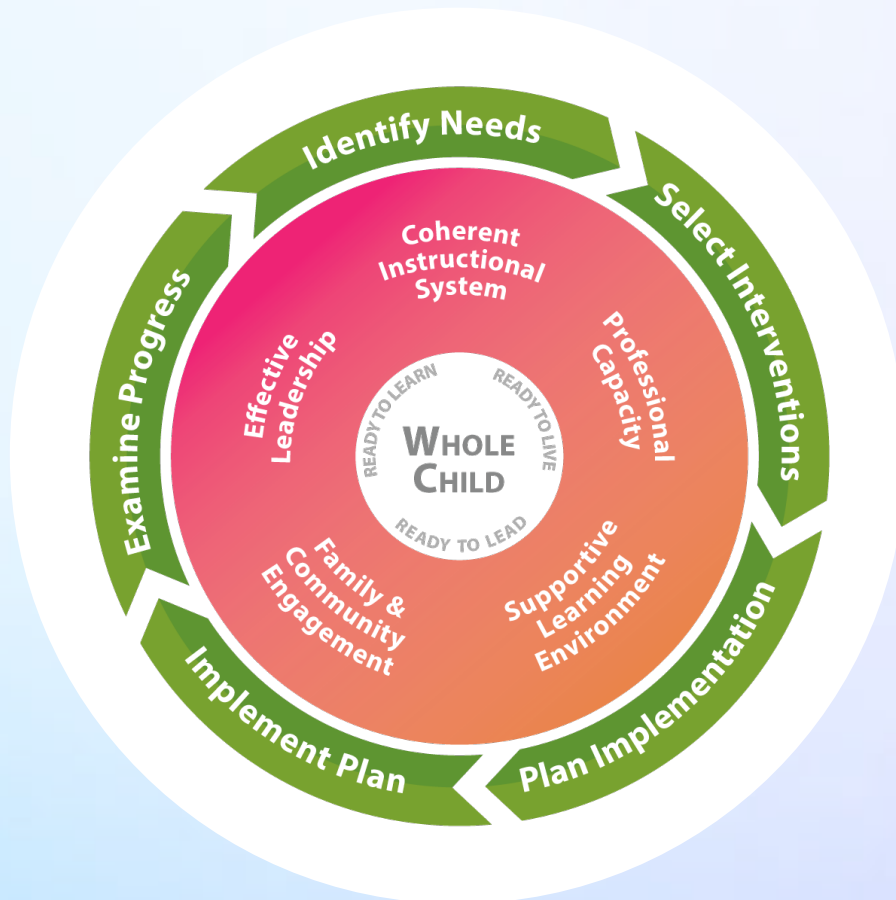 Identify Needs
Select Interventions
Plan Implementation
Implement Plan
Examine Progress
Coherent
Instructional
System
Professional
Capacity
Supportive
Learning
Environment
Family &
Community
Engagement
Effective
Leadership
READY TO LEARN
READY TO LIVE
WHOLE
CHILD
READY TO LEAD